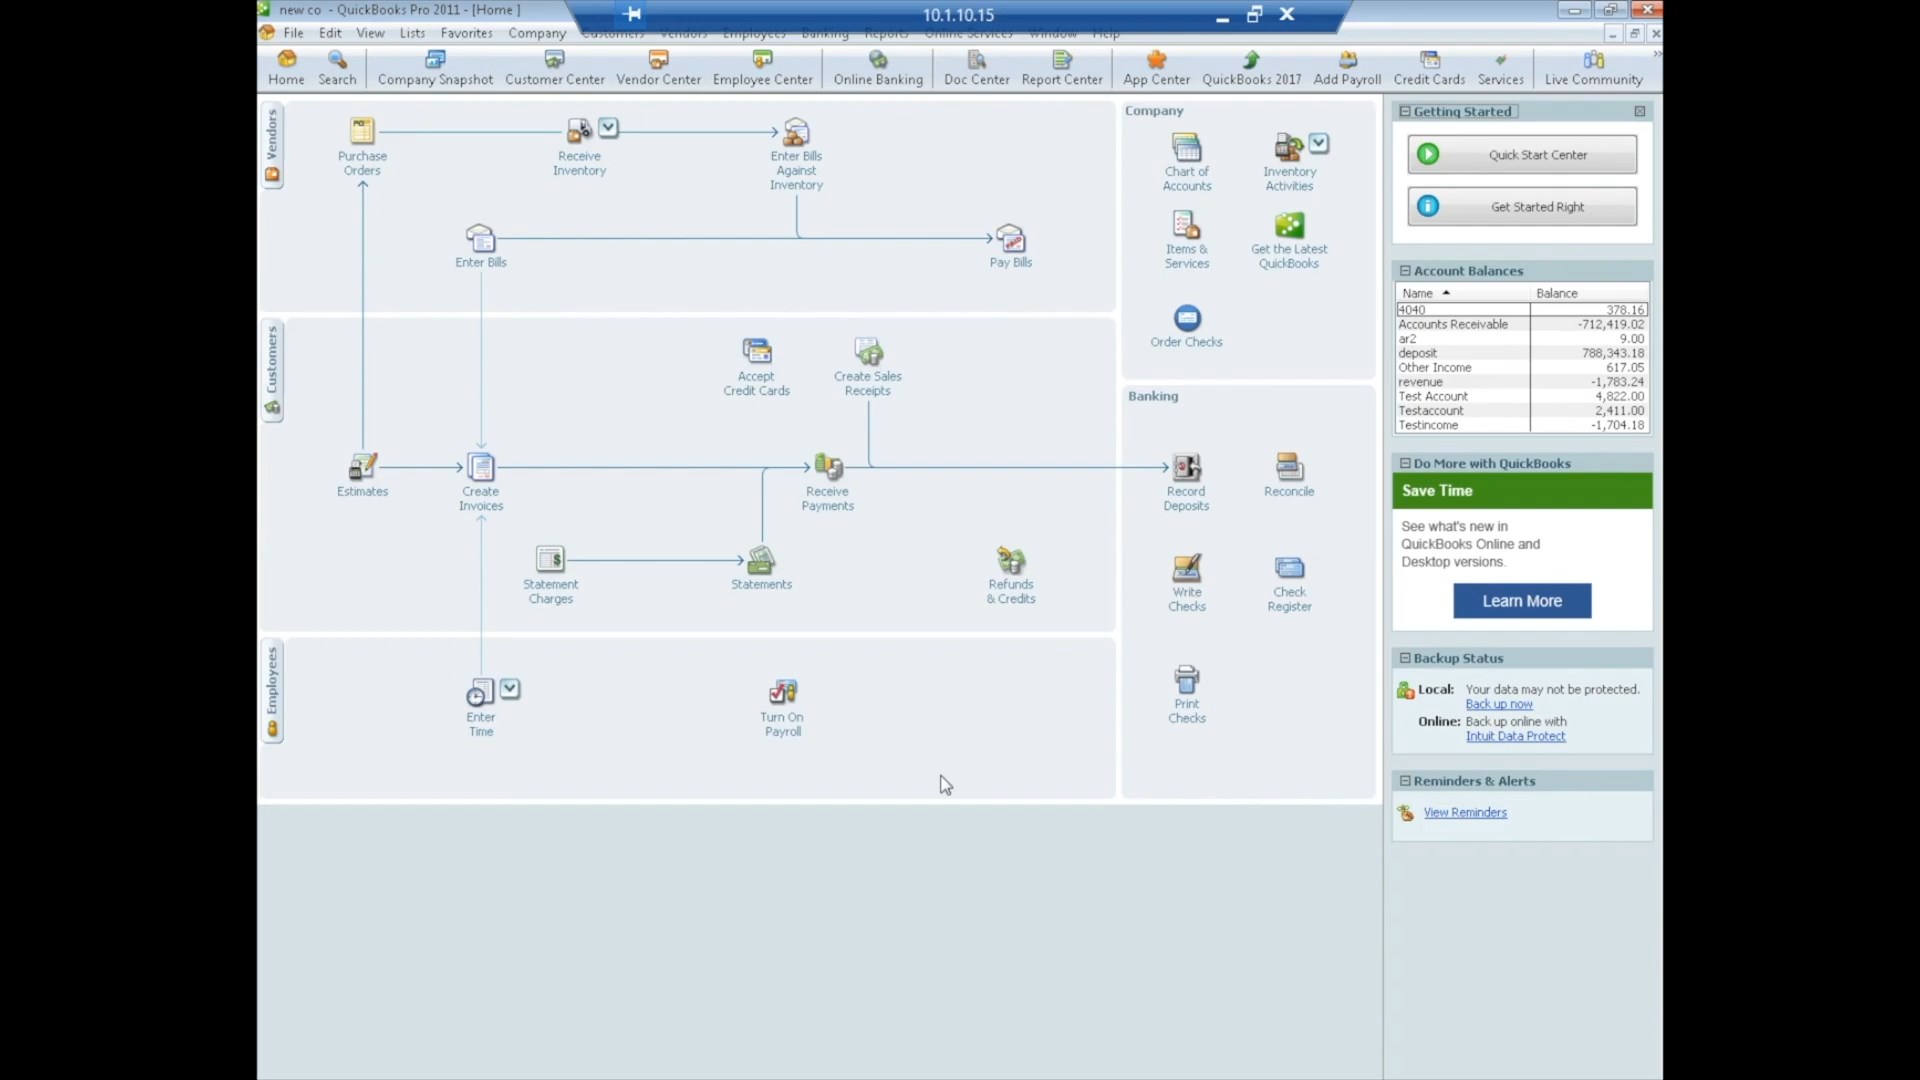 new co - QuickBooks Pro 2011 - [Home ]
10.1.10.15
File Edit View Lists Favorites Company Customers Vendors Employees Banking Reports Online Services Window Help
Home Search Company Snapshot Customer Center Vendor Center Employee Center Online Banking Doc Center Report Center App Center QuickBooks 2017 Add Payroll Credit Cards Services Live Community
Vendors
Purchase
Orders
Receive
Inventory
Enter Bills
Against
Inventory
Enter Bills
Pay Bills
Customers
Accept
Credit Cards
Create Sales
Receipts
Estimates
Create
Invoices
Receive
Payments
Statement
Charges
Statements
Refunds
& Credits
Employees
Enter
Time
Turn On
Payroll
Company
Chart of
Accounts
Inventory
Activities
Items &
Services
Get the Latest
QuickBooks
Order Checks
Banking
Record
Deposits
Reconcile
Write
Checks
Check
Register
Print
Checks
Getting Started
Quick Start Center
Get Started Right
Account Balances
Name Balance
4040 378.16
Accounts Receivable -712,419.02
ar2 9.00
deposit 788,343.18
Other Income 617.05
revenue -1,783.24
Test Account 4,822.00
Testaccount 2,411.00
Testincome -1,704.18
Do More with QuickBooks
Save Time
See what's new in
QuickBooks Online and
Desktop versions.
Learn More
Backup Status
Local: Your data may not be protected.
Back up now
Online: Back up online with
Intuit Data Protect
Reminders & Alerts
View Reminders